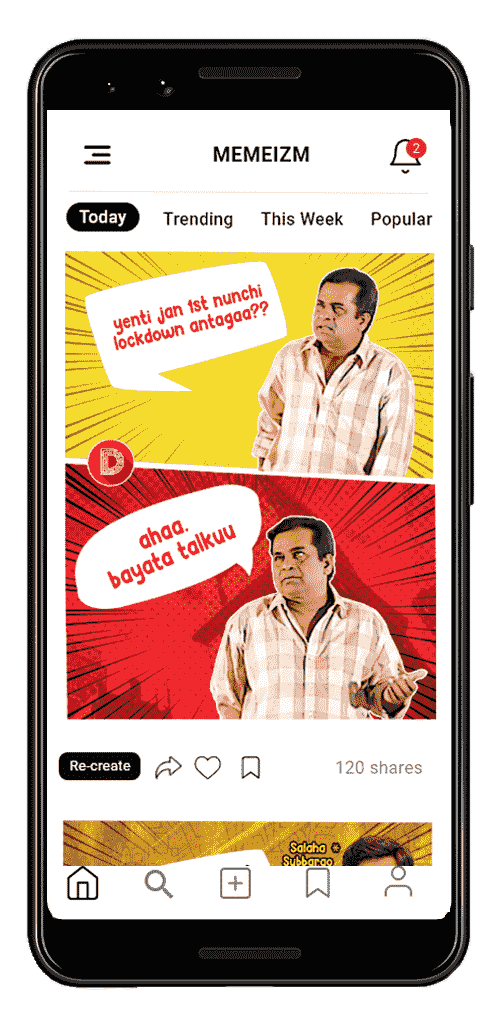 MEMEIZM
2
Today Trending This Week Popular
yenti jan 1st nunchi
lockdown antagaa??
D
ahaa.
bayata talkuu
Re-create
120 shares
Salaha
Subbarao